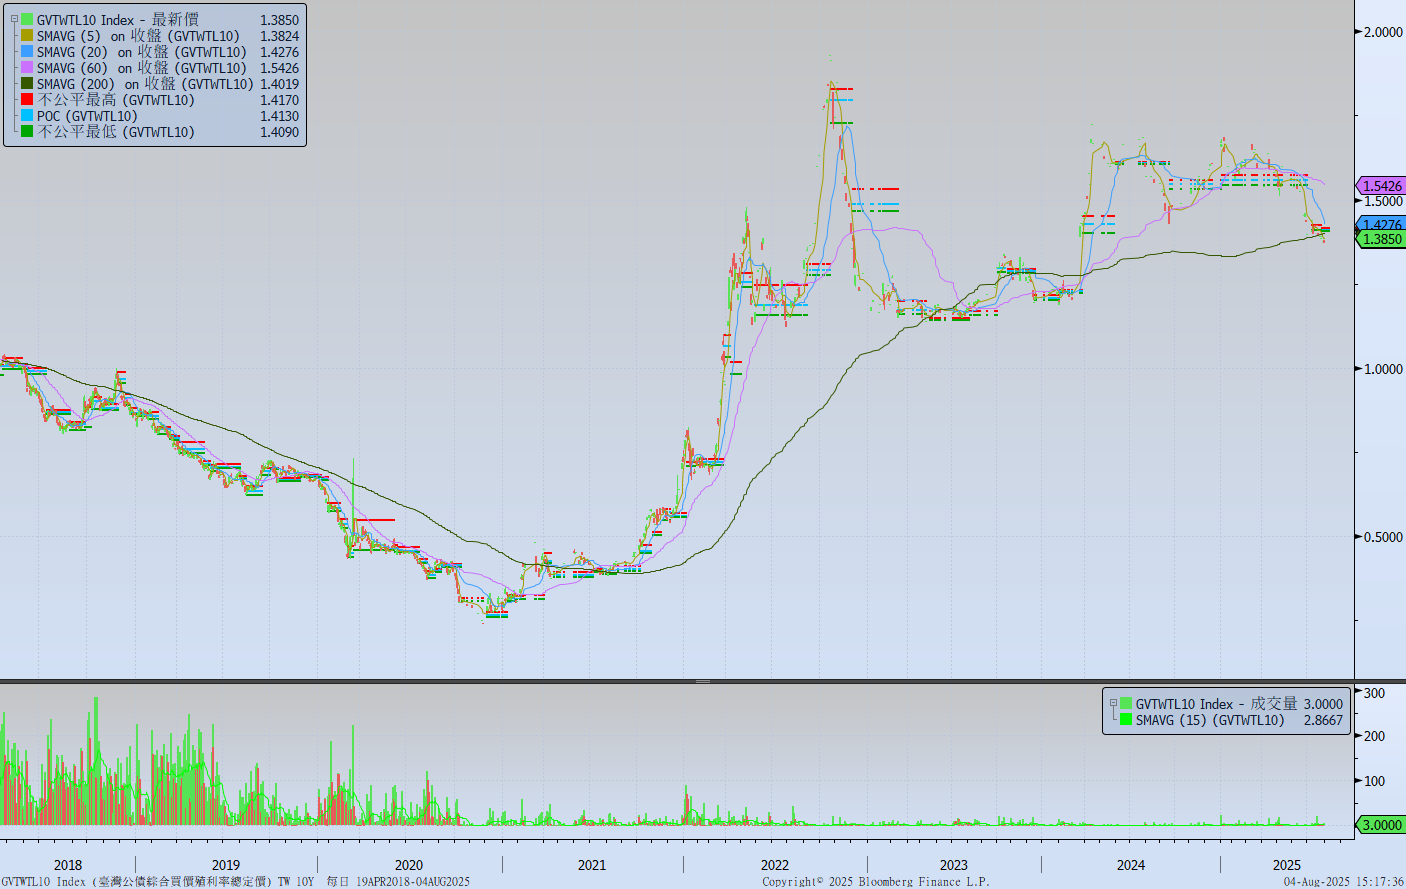 GVTWTL10 Index - 最新價 1.3850
SMAVG (5) on 收盤 (GVTWTL10) 1.3824
SMAVG (20) on 收盤 (GVTWTL10) 1.4276
SMAVG (60) on 收盤 (GVTWTL10) 1.5426
SMAVG (200) on 收盤 (GVTWTL10) 1.4019
不公平最高 (GVTWTL10) 1.4170
POC (GVTWTL10) 1.4130
不公平最低 (GVTWTL10) 1.4090
2.0000
1.5426
1.5000
1.4276
1.3850
1.0000
0.5000
GVTWTL10 Index - 成交量 3.0000
SMAVG (15) (GVTWTL10) 2.8667
300
200
100
3.0000
2018 2019 2020 2021 2022 2023 2024 2025
GVTWTL10 Index (臺灣公債綜合買價殖利率總定價) TW 10Y 每日 19APR2018-04AUG2025 Copyright© 2025 Bloomberg Finance L.P. 04-Aug-2025 15:17:36